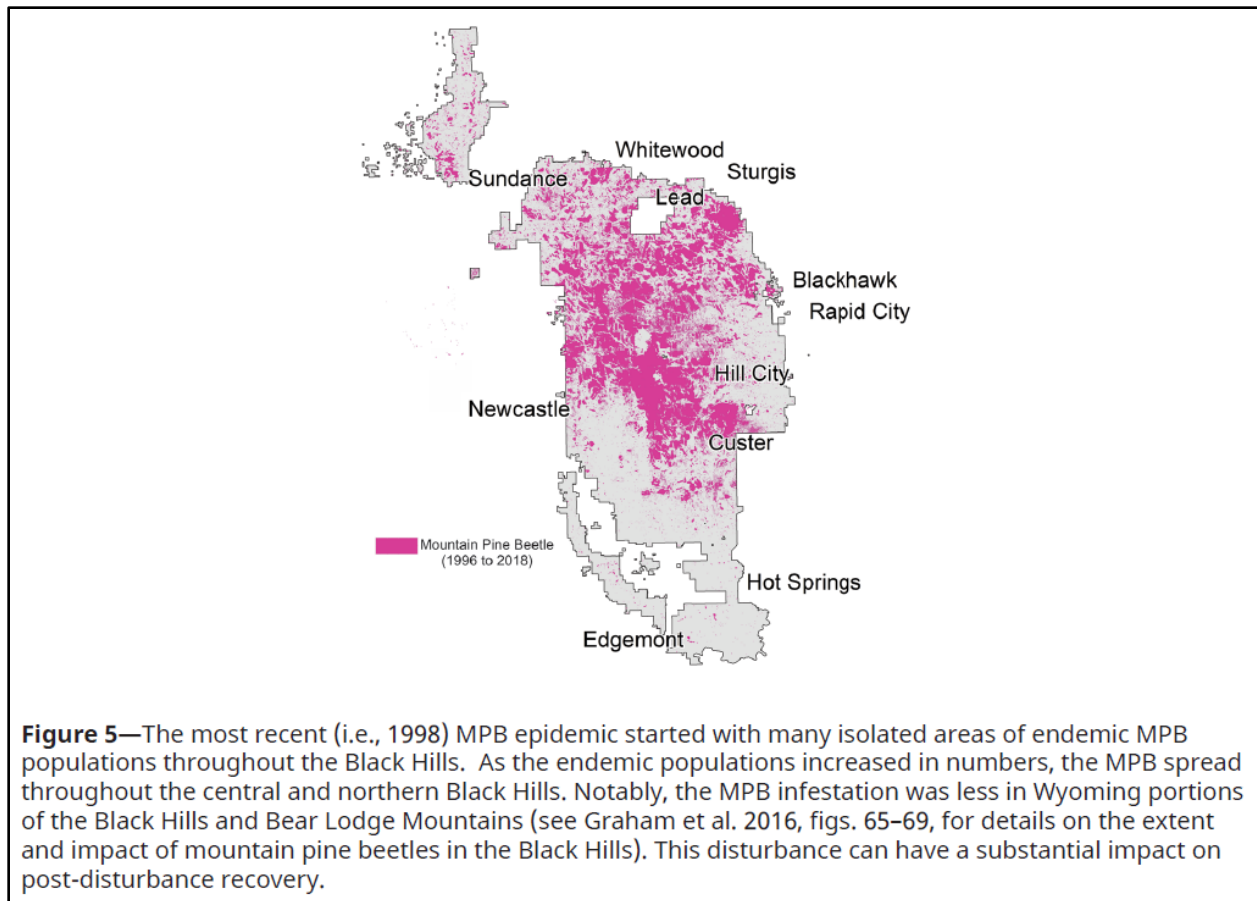 Whitewood
Sturgis
Sundance
Lead
Blackhawk
Rapid City
Hill City
Newcastle
Custer
Mountain Pine Beetle
(1996 to 2018)
Hot Springs
Edgemont
Figure 5—The most recent (i.e., 1998) MPB epidemic started with many isolated areas of endemic MPB
populations throughout the Black Hills.  As the endemic populations increased in numbers, the MPB spread
throughout the central and northern Black Hills. Notably, the MPB infestation was less in Wyoming portions
of the Black Hills and Bear Lodge Mountains (see Graham et al. 2016, figs. 65–69, for details on the extent
and impact of mountain pine beetles in the Black Hills). This disturbance can have a substantial impact on
post-disturbance recovery.